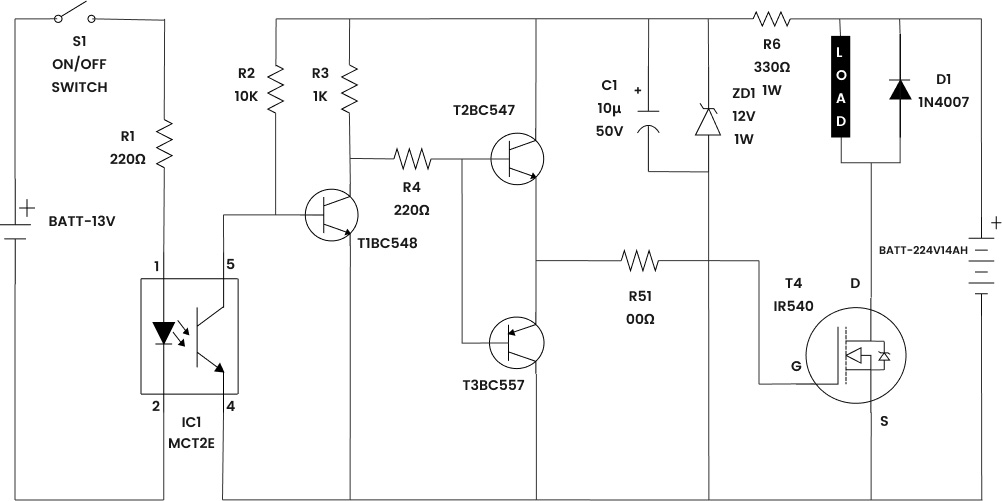 S1
ON/OFF
SWITCH
R1
220Ω
+
BATT-13V
1
5
2
4
IC1
MCT2E
R2
10K
R3
1K
T1BC548
R4
220Ω
T2BC547
T3BC557
R51
00Ω
C1
10µ
50V
+
ZD1
12V
1W
R6
330Ω
1W
L
O
A
D
D1
1N4007
BATT-224V14AH
+
T4
IR540
D
G
S